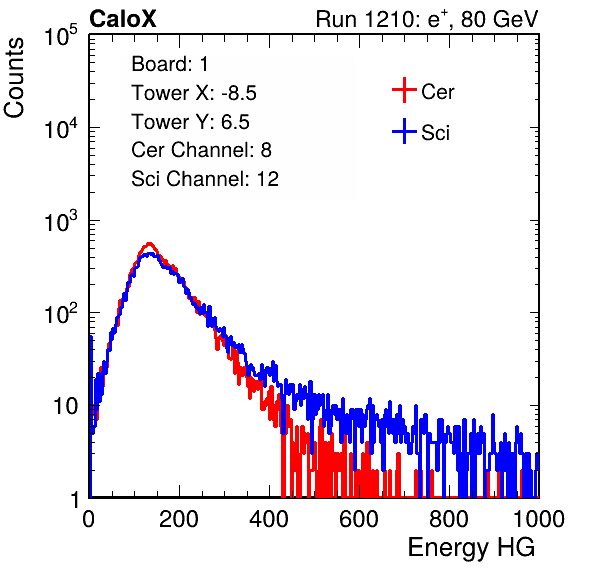 CaloX Run 1210: e⁺, 80 GeV
Counts
Board: 1
Tower X: -8.5
Tower Y: 6.5
Cer Channel: 8
Sci Channel: 12
Cer
Sci
10⁵
10⁴
10³
10²
10
1
0 200 400 600 800 1000
Energy HG